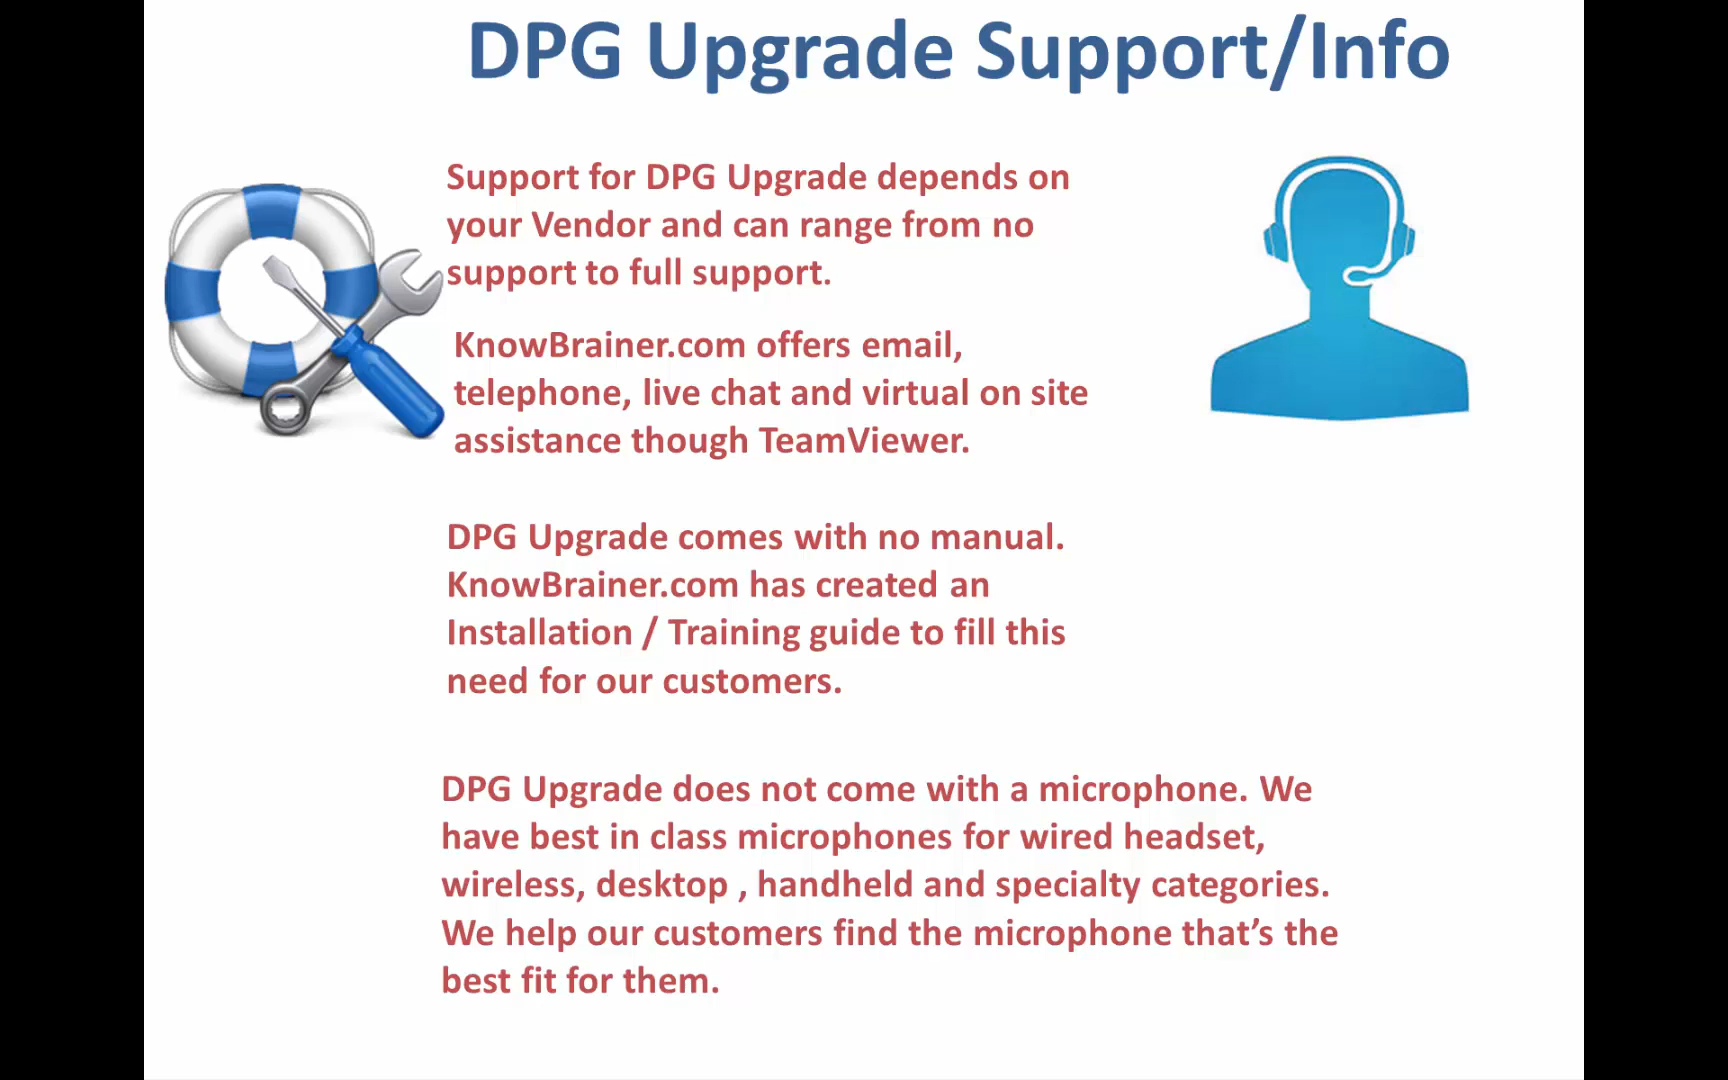 DPG Upgrade Support/Info
Support for DPG Upgrade depends on
your Vendor and can range from no
support to full support.
KnowBrainer.com offers email,
telephone, live chat and virtual on site
assistance though TeamViewer.
DPG Upgrade comes with no manual.
KnowBrainer.com has created an
Installation / Training guide to fill this
need for our customers.
DPG Upgrade does not come with a microphone. We
have best in class microphones for wired headset,
wireless, desktop , handheld and specialty categories.
We help our customers find the microphone that’s the
best fit for them.